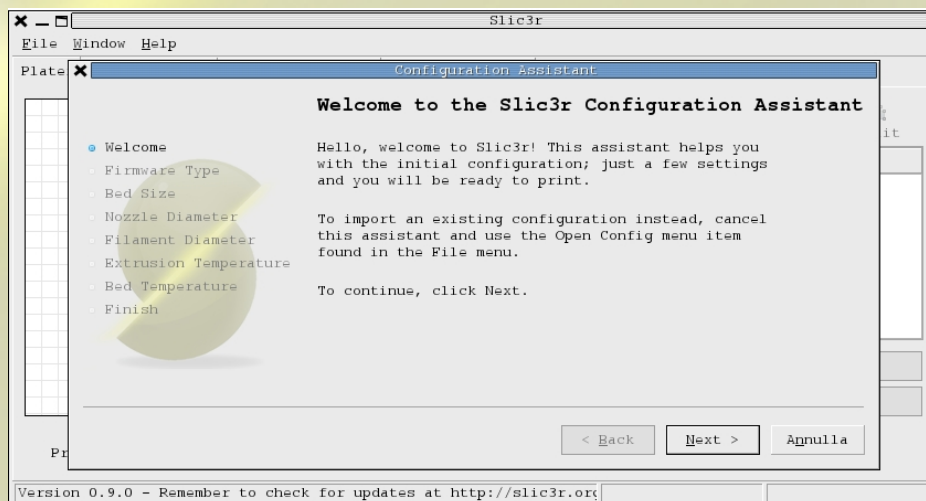 Slic3r
File Window Help
Plate
Configuration Assistant
Welcome to the Slic3r Configuration Assistant
Welcome
Firmware Type
Bed Size
Nozzle Diameter
Filament Diameter
Extrusion Temperature
Bed Temperature
Finish
Hello, welcome to Slic3r! This assistant helps you
with the initial configuration; just a few settings
and you will be ready to print.
To import an existing configuration instead, cancel
this assistant and use the Open Config menu item
found in the File menu.
To continue, click Next.
< Back Next > Annulla
it
Pr
Version 0.9.0 - Remember to check for updates at http://slic3r.org